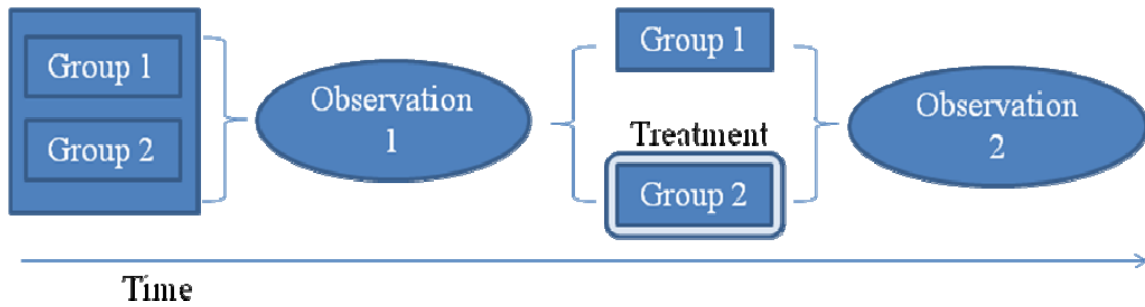 Group 1
Group 2
Observation
1
Group 1
Treatment
Group 2
Observation
2
Time